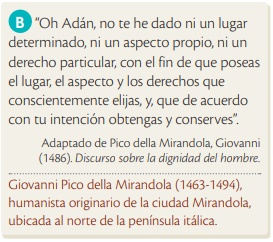 B "Oh Adán, no te he dado ni un lugar
determinado, ni un aspecto propio, ni un
derecho particular, con el fin de que poseas
el lugar, el aspecto y los derechos que
conscientemente elijas, y, que de acuerdo
con tu intención obtengas y conserves".
Adaptado de Pico della Mirandola, Giovanni
(1486). Discurso sobre la dignidad del hombre.
Giovanni Pico della Mirandola (1463-1494),
humanista originario de la ciudad Mirandola,
ubicada al norte de la península itálica.